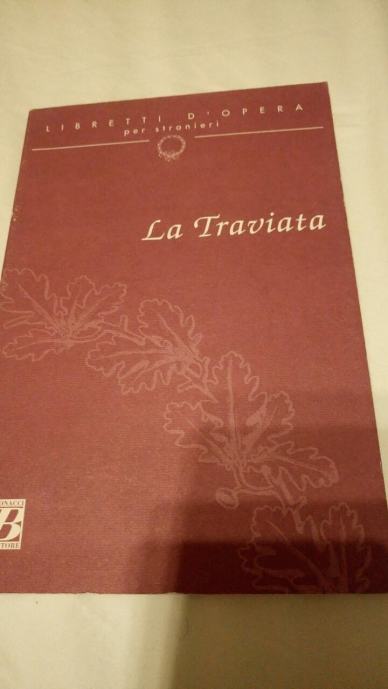 LIBRETTI D'OPERA
per stranieri
La Traviata
B